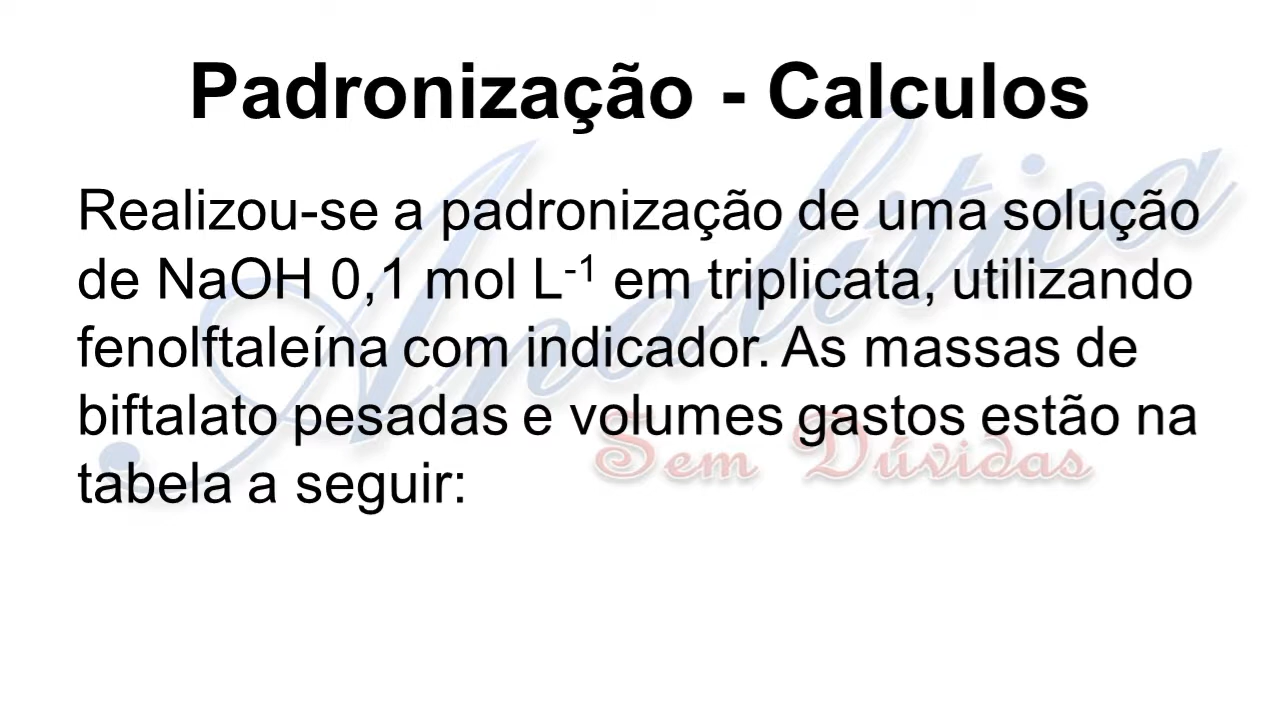 Padronização - Calculos
Realizou-se a padronização de uma solução
de NaOH 0,1 mol L-1 em triplicata, utilizando
fenolftaleína com indicador. As massas de
biftalato pesadas e volumes gastos estão na
tabela a seguir:
Analítica
Sem Dúvidas